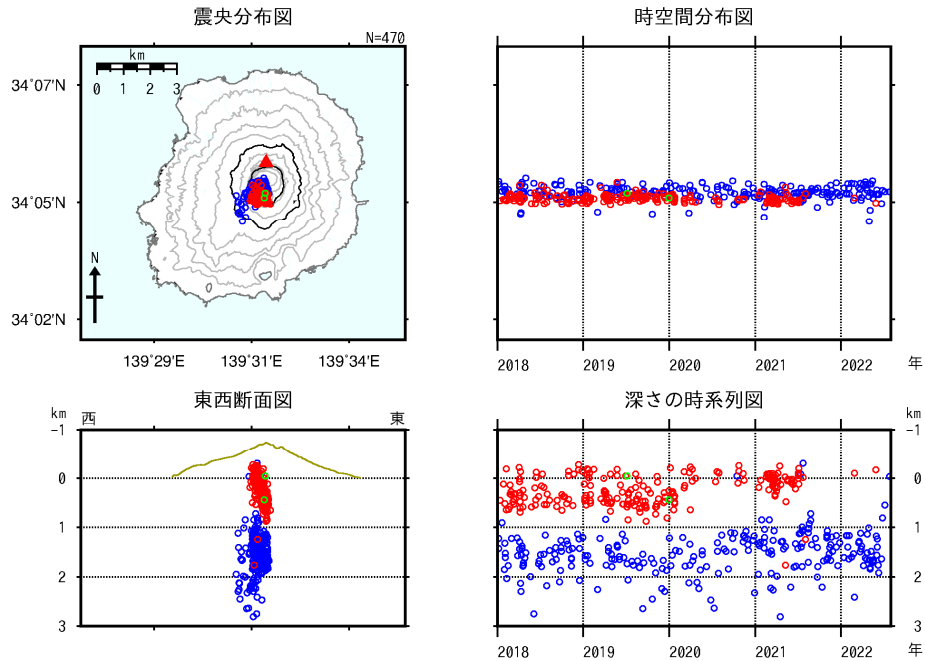 震央分布図
時空間分布図
N=470
km
0 1 2 3
34°07'N
34°05'N
34°02'N
N
139°29'E 139°31'E 139°34'E
2018 2019 2020 2021 2022 年
東西断面図
深さの時系列図
km 西 東
km
-1
0
1
2
3
-1
0
1
2
3
2018 2019 2020 2021 2022 年